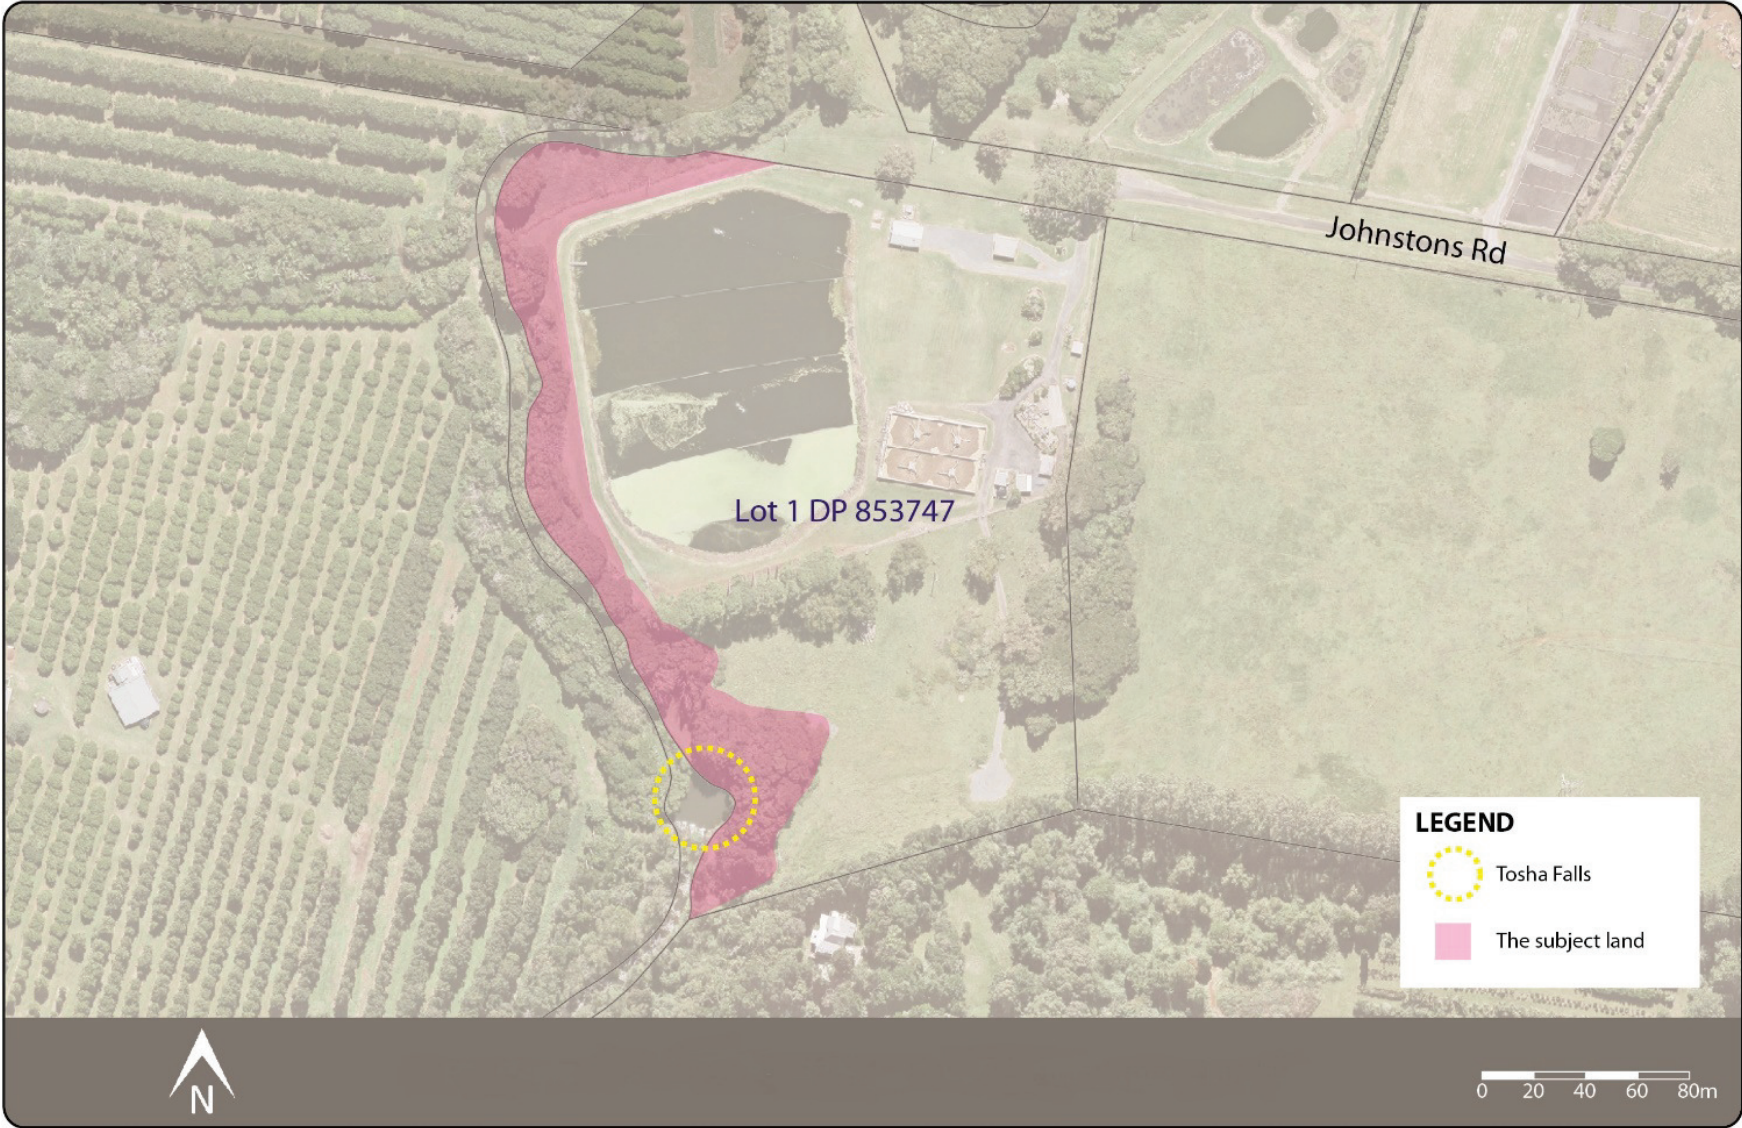 Johnstons Rd
Lot 1 DP 853747
LEGEND
Tosha Falls
The subject land
N
0 20 40 60 80m